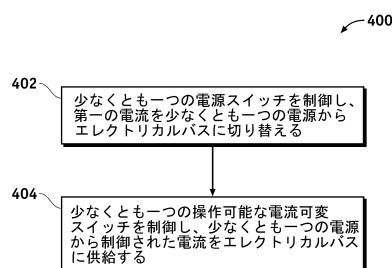 400
402
少なくとも一つの電源スイッチを制御し、
第一の電流を少なくとも一つの電源から
エレクトリカルバスに切り替える
404
少なくとも一つの操作可能な電流可変
スイッチを制御し、少なくとも一つの電源
から制御された電流をエレクトリカルバス
に供給する